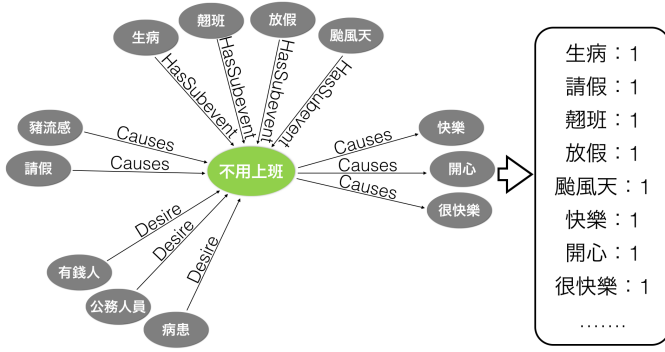 生病
翹班
放假
颱風天
HasSubevent
HasSubevent
HasSubevent
HasSubevent
豬流感
Causes
請假
Causes
不用上班
Causes
快樂
Causes
開心
Causes
很快樂
Desire
有錢人
Desire
公務人員
Desire
病患
生病：1
請假：1
翹班：1
放假：1
颱風天：1
快樂：1
開心：1
很快樂：1
.......